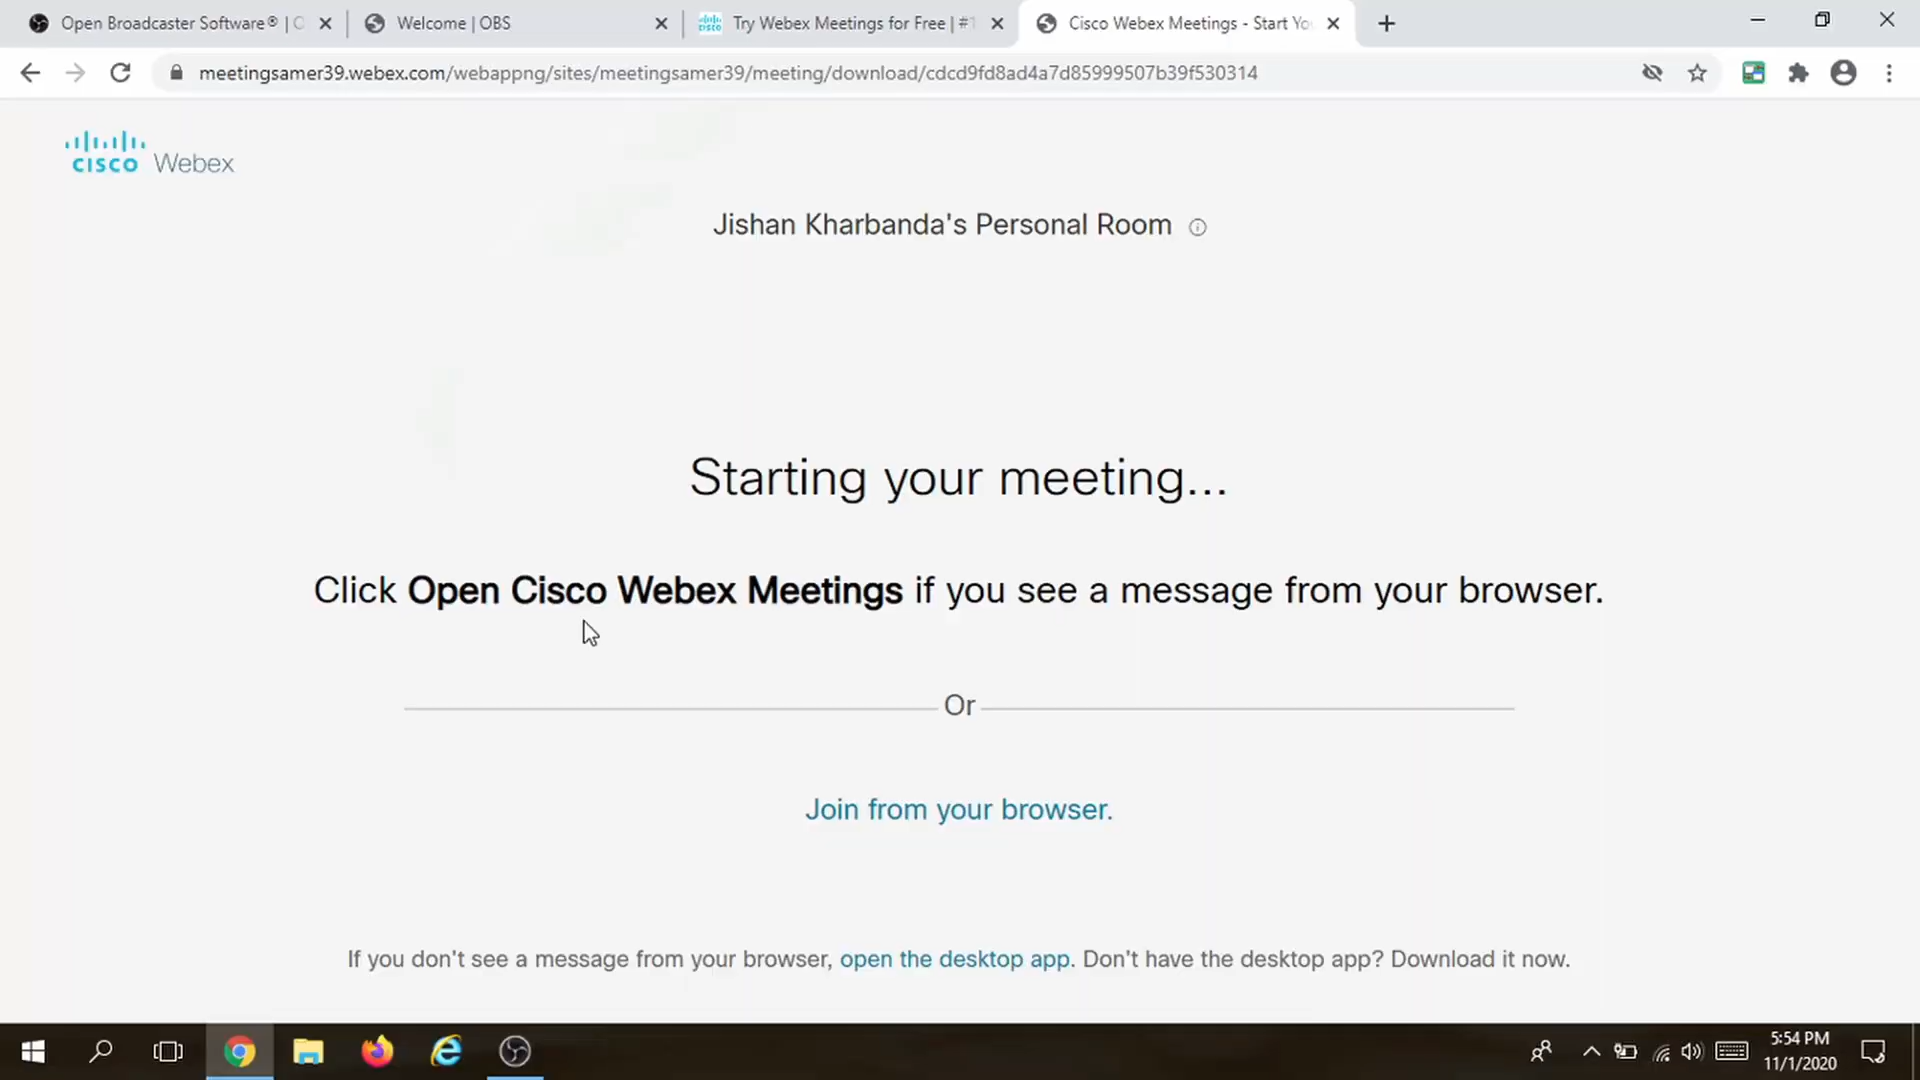 Open Broadcaster Software® | O
Welcome | OBS
Try Webex Meetings for Free | #1
Cisco Webex Meetings - Start You
meetingsamer39.webex.com/webappng/sites/meetingsamer39/meeting/download/cdcd9fd8ad4a7d85999507b39f530314
CISCO Webex
Jishan Kharbanda's Personal Room
Starting your meeting...
Click Open Cisco Webex Meetings if you see a message from your browser.
Or
Join from your browser.
If you don't see a message from your browser, open the desktop app. Don't have the desktop app? Download it now.
5:54 PM
11/1/2020